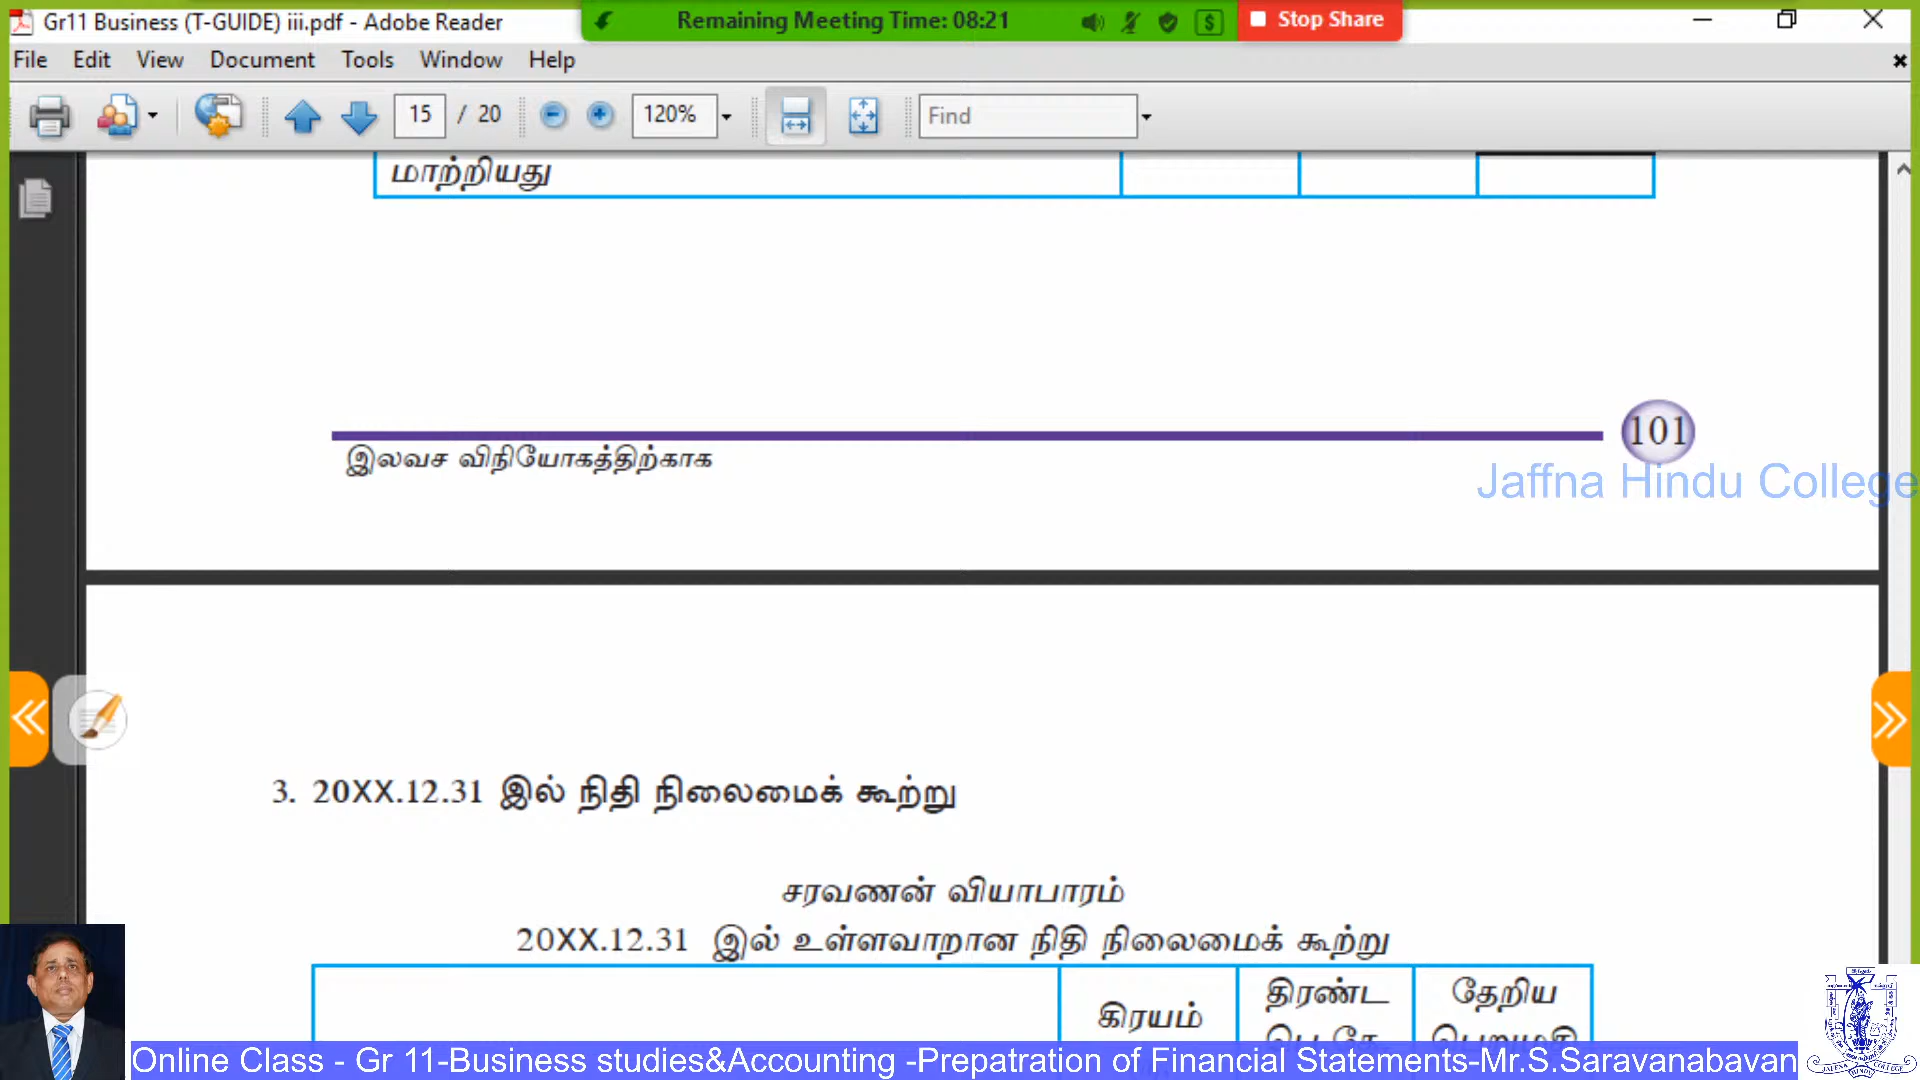 Gr11 Business (T-GUIDE) iii.pdf - Adobe Reader
Remaining Meeting Time: 08:21
Stop Share
File Edit View Document Tools Window Help
15 / 20 120% Find
மாற்றியது
101
இலவச விநியோகத்திற்காக
Jaffna Hindu College
3. 20XX.12.31 இல் நிதி நிலைமைக் கூற்று
சரவணன் வியாபாரம்
20XX.12.31 இல் உள்ளவாறான நிதி நிலைமைக் கூற்று
கிரயம் திரண்ட தேறிய
Online Class - Gr 11-Business studies&Accounting -Prepatration of Financial Statements-Mr.S.Saravanabavan